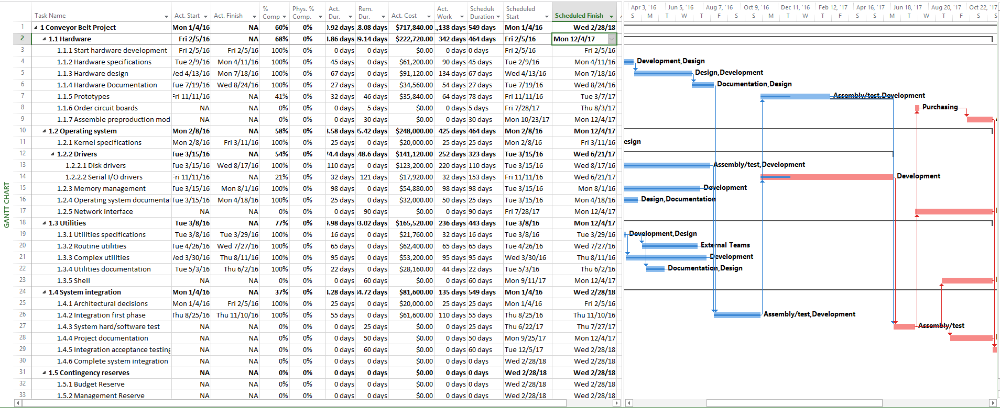 Task Name Act. Start Act. Finish % Comp Phys. % Comp. Act. Dur. Rem. Dur. Act. Cost Act. Work Schedule Duration Scheduled Start Scheduled Finish
1 1 Conveyor Belt Project Mon 1/4/16 NA 60% 0% 0.92 days 8.08 days $717,840.00 ,138 days 549 days Mon 1/4/16 Wed 2/28/18
2 1.1 Hardware Fri 2/5/16 NA 68% 0% 4.86 days 9.14 days $222,720.00 342 days 464 days Fri 2/5/16 Mon 12/4/17
3 1.1.1 Start hardware development Fri 2/5/16 Fri 2/5/16 100% 0% 0 days 0 days $0.00 0 days 0 days Fri 2/5/16 Fri 2/5/16
4 1.1.2 Hardware specifications Tue 2/9/16 Mon 4/11/16 100% 0% 45 days 0 days $61,200.00 90 days 45 days Tue 2/9/16 Mon 4/11/16
5 1.1.3 Hardware design Wed 4/13/16 Mon 7/18/16 100% 0% 67 days 0 days $91,120.00 134 days 67 days Wed 4/13/16 Mon 7/18/16
6 1.1.4 Hardware Documentation Tue 7/19/16 Wed 8/24/16 100% 0% 27 days 0 days $34,560.00 54 days 27 days Tue 7/19/16 Wed 8/24/16
7 1.1.5 Prototypes Fri 11/11/16 NA 41% 0% 32 days 46 days $35,840.00 64 days 78 days Fri 11/11/16 Tue 3/7/17
8 1.1.6 Order circuit boards NA NA 0% 0% 0 days 5 days $0.00 0 days 5 days Fri 7/28/17 Thu 8/3/17
9 1.1.7 Assemble preproduction mod NA NA 0% 0% 0 days 30 days $0.00 0 days 30 days Mon 10/23/17 Mon 12/4/17
10 1.2 Operating system Mon 2/8/16 NA 58% 0% 3.58 days 05.42 days $248,000.00 425 days 464 days Mon 2/8/16 Mon 12/4/17
11 1.2.1 Kernel specifications Mon 2/8/16 Fri 3/11/16 100% 0% 25 days 0 days $20,000.00 25 days 25 days Mon 2/8/16 Fri 3/11/16
12 1.2.2 Drivers Tue 3/15/16 NA 54% 0% 74.4 days 48.6 days $141,120.00 252 days 323 days Tue 3/15/16 Wed 6/21/17
13 1.2.2.1 Disk drivers Tue 3/15/16 Wed 8/17/16 100% 0% 110 days 0 days $123,200.00 220 days 110 days Tue 3/15/16 Wed 8/17/16
14 1.2.2.2 Serial I/O drivers Fri 11/11/16 NA 21% 0% 32 days 121 days $17,920.00 32 days 153 days Fri 11/11/16 Wed 6/21/17
15 1.2.3 Memory management Tue 3/15/16 Mon 8/1/16 100% 0% 98 days 0 days $54,880.00 98 days 98 days Tue 3/15/16 Mon 8/1/16
16 1.2.4 Operating system documentat Tue 3/15/16 Mon 4/18/16 100% 0% 25 days 0 days $32,000.00 50 days 25 days Tue 3/15/16 Mon 4/18/16
17 1.2.5 Network interface NA NA 0% 0% 0 days 90 days $0.00 0 days 90 days Fri 7/28/17 Mon 12/4/17
18 1.3 Utilities Tue 3/8/16 NA 77% 0% 9.98 days 03.02 days $165,520.00 236 days 443 days Tue 3/8/16 Mon 12/4/17
19 1.3.1 Utilities specifications Tue 3/8/16 Tue 3/29/16 100% 0% 16 days 0 days $21,760.00 32 days 16 days Tue 3/8/16 Tue 3/29/16
20 1.3.2 Routine utilities Tue 4/26/16 Wed 7/27/16 100% 0% 65 days 0 days $62,400.00 65 days 65 days Tue 4/26/16 Wed 7/27/16
21 1.3.3 Complex utilities Wed 3/30/16 Thu 8/11/16 100% 0% 95 days 0 days $53,200.00 95 days 95 days Wed 3/30/16 Thu 8/11/16
22 1.3.4 Utilities documentation Tue 5/3/16 Thu 6/2/16 100% 0% 22 days 0 days $28,160.00 44 days 22 days Tue 5/3/16 Thu 6/2/16
23 1.3.5 Shell NA NA 0% 0% 0 days 60 days $0.00 0 days 60 days Mon 9/11/17 Mon 12/4/17
24 1.4 System integration Mon 1/4/16 NA 37% 0% 4.28 days 44.72 days $81,600.00 135 days 549 days Mon 1/4/16 Wed 2/28/18
25 1.4.1 Architectural decisions Mon 1/4/16 Fri 2/5/16 100% 0% 25 days 0 days $20,000.00 25 days 25 days Mon 1/4/16 Fri 2/5/16
26 1.4.2 Integration first phase Thu 8/25/16 Thu 11/10/16 100% 0% 55 days 0 days $61,600.00 110 days 55 days Thu 8/25/16 Thu 11/10/16
27 1.4.3 System hard/software test NA NA 0% 0% 0 days 25 days $0.00 0 days 25 days Thu 6/22/17 Thu 7/27/17
28 1.4.4 Project documentation NA NA 0% 0% 0 days 50 days $0.00 0 days 50 days Mon 9/25/17 Mon 12/4/17
29 1.4.5 Integration acceptance testing NA NA 0% 0% 0 days 60 days $0.00 0 days 60 days Tue 12/5/17 Wed 2/28/18
30 1.4.6 Complete system integration NA NA 0% 0% 0 days 0 days $0.00 0 days 0 days Wed 2/28/18 Wed 2/28/18
31 1.5 Contingency reserves NA NA 0% 0% 0 days 0 days $0.00 0 days 0 days Wed 2/28/18 Wed 2/28/18
32 1.5.1 Budget Reserve NA NA 0% 0% 0 days 0 days $0.00 0 days 0 days Wed 2/28/18 Wed 2/28/18
33 1.5.2 Management Reserve NA NA 0% 0% 0 days 0 days $0.00 0 days 0 days Wed 2/28/18 Wed 2/28/18
GANTT CHART
Apr 3, '16 Jun 5, '16 Aug 7, '16 Oct 9, '16 Dec 11, '16 Feb 12, '17 Apr 16, '17 Jun 18, '17 Aug 20, '17 Oct 22, '17
S M T W T F S S M T W T F S S M T W T F S
Development,Design
Design,Development
Documentation,Design
Assembly/test,Development
Purchasing
esign
Assembly/test,Development
Development
Development
Design,Documentation
Development,Design
External Teams
Development
Documentation,Design
Assembly/test,Development
Assembly/test